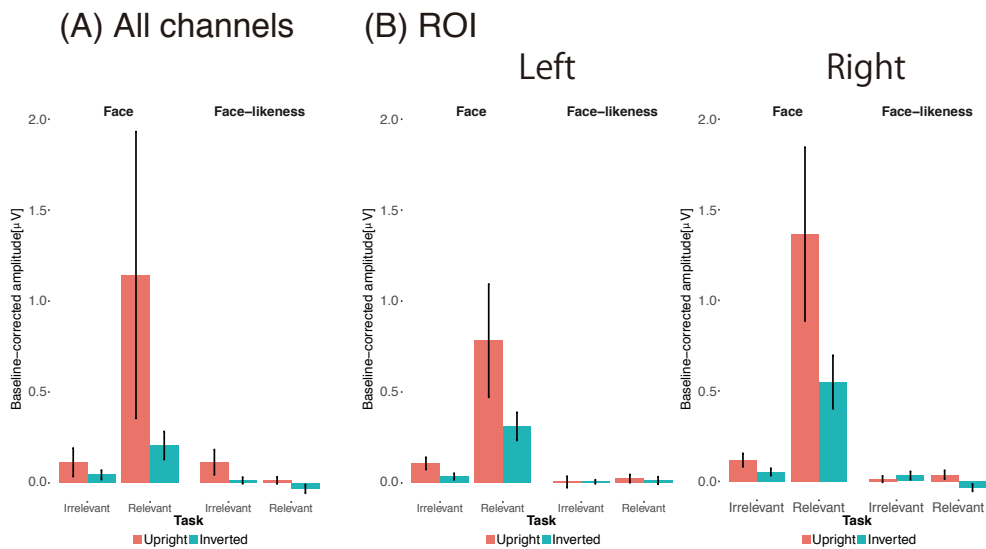 (A) All channels
(B) ROI
Left
Right
Face
Face−likeness
2.0
1.5
1.0
0.5
0.0
Baseline−corrected amplitude[μV]
Irrelevant
Relevant
Irrelevant
Relevant
Task
Upright
Inverted
Face
Face−likeness
2.0
1.5
1.0
0.5
0.0
Baseline−corrected amplitude[μV]
Irrelevant
Relevant
Irrelevant
Relevant
Task
Upright
Inverted
Face
Face−likeness
2.0
1.5
1.0
0.5
0.0
Baseline−corrected amplitude[μV]
Irrelevant
Relevant
Irrelevant
Relevant
Task
Upright
Inverted